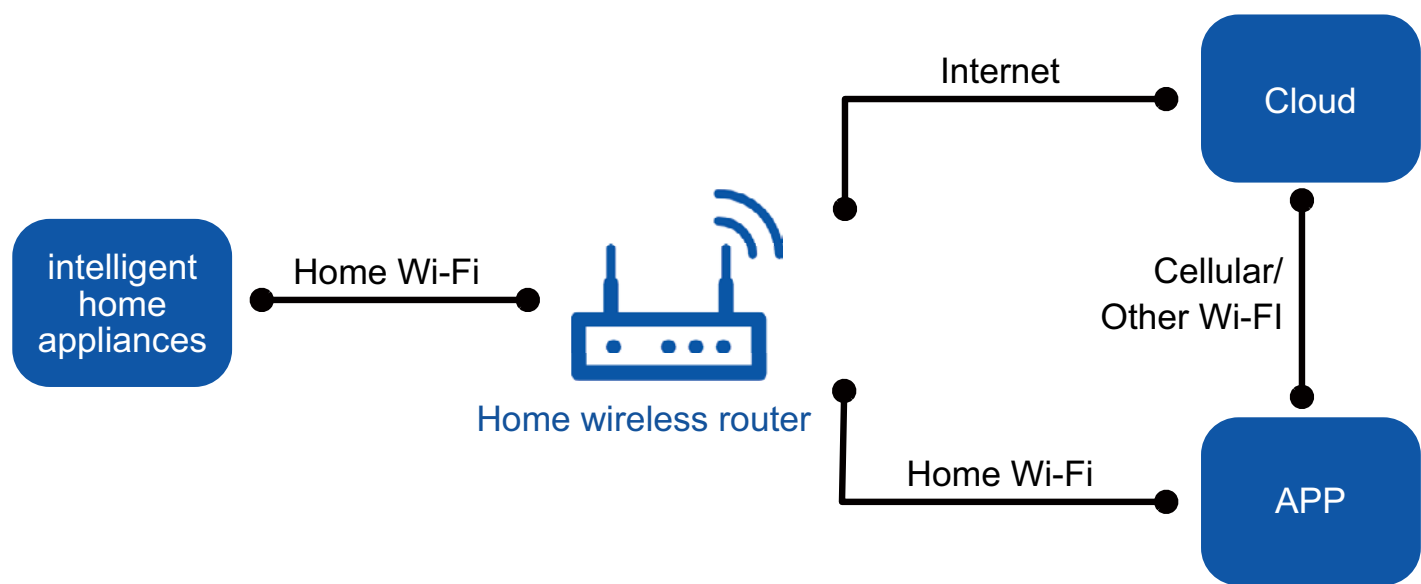 Internet
Cloud
intelligent
home
appliances
Home Wi-Fi
Home wireless router
Cellular/
Other Wi-FI
Home Wi-Fi
APP